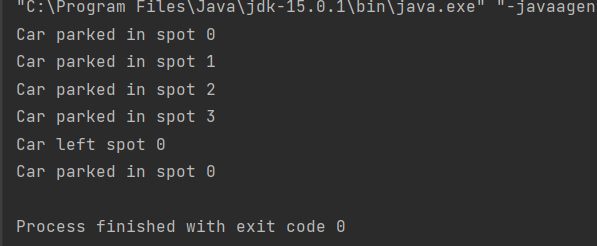 "C:\Program Files\Java\jdk-15.0.1\bin\java.exe" "-javaagen
Car parked in spot 0
Car parked in spot 1
Car parked in spot 2
Car parked in spot 3
Car left spot 0
Car parked in spot 0
Process finished with exit code 0